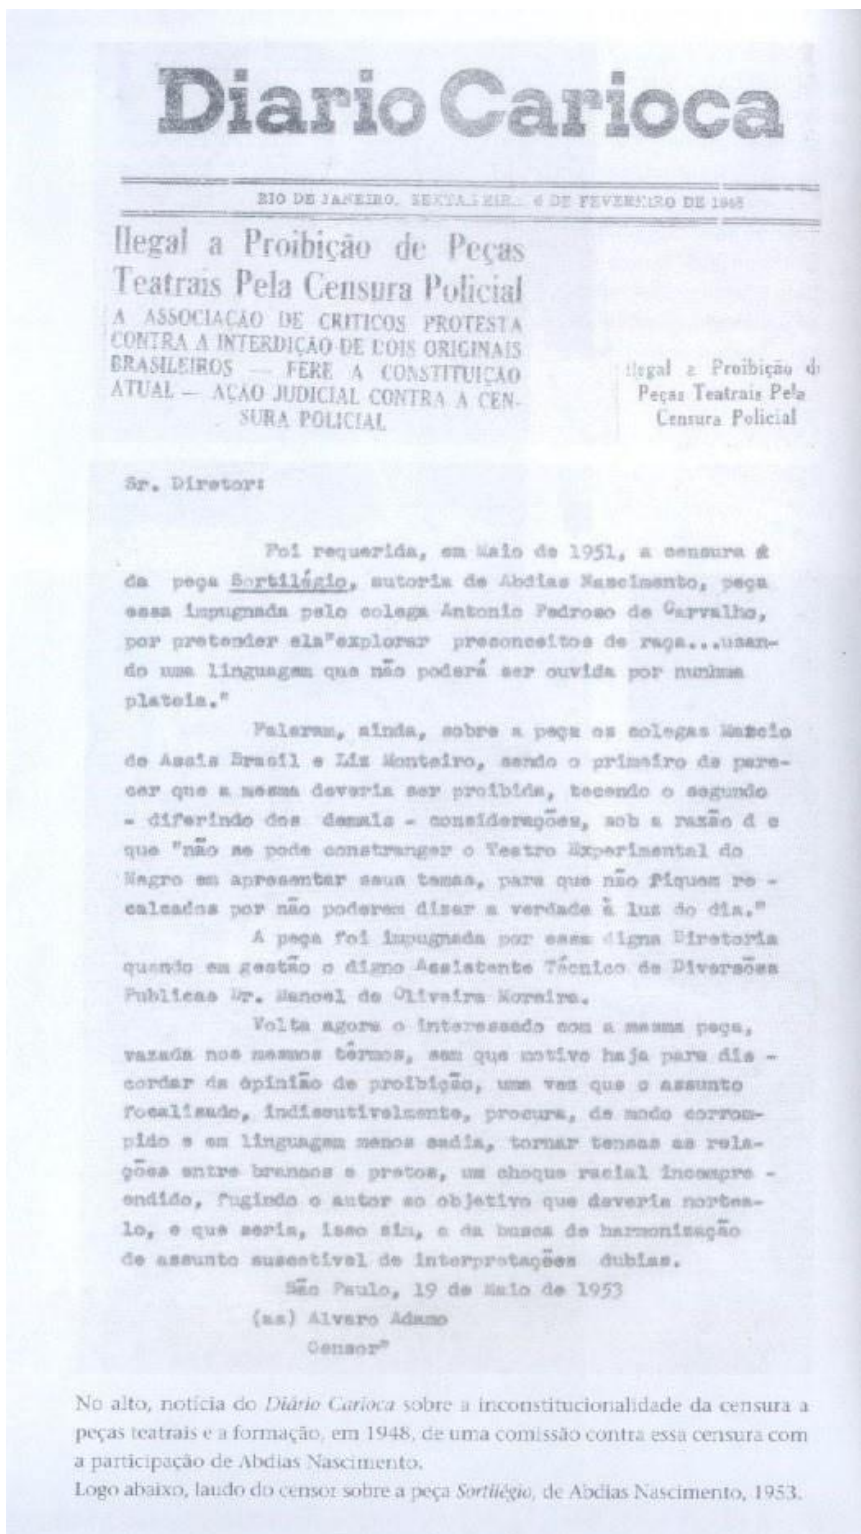 Diario Carioca
RIO DE JANEIRO, SEXTA-FEIRA 6 DE FEVEREIRO DE 1948
Ilegal a Proibição de Peças
Teatrais Pela Censura Policial
A ASSOCIAÇÃO DE CRITICOS PROTESTA
CONTRA A INTERDIÇÃO DE DOIS ORIGINAIS
BRASILEIROS — FERE A CONSTITUIÇÃO
ATUAL — AÇÃO JUDICIAL CONTRA A CEN-
SURA POLICIAL
Ilegal a Proibição d
Peças Teatrais Pela
Censura Policial
Sr. Diretor:
Foi requerida, em Maio de 1951, a censura
da peça Sortilégio, autoria de Abdias Nascimento, peça
essa impugnada pelo colega Antonio Pedroso de Carvalho,
por pretender ela"explorar preconceitos de raça...usan-
do uma linguagem que não poderá ser ouvida por nunhuma
plateia."
Falaram, ainda, sobre a peça os colegas Marcio
de Assis Brasil e Liz Monteiro, sendo o primeiro de pare-
cer que a mesma deveria ser proibida, tecendo o segundo
- diferindo dos demais - considerações, sob a razão d e
que "não se pode constranger o Teatro Experimental do
Negro em apresentar seus temas, para que não fiquem re -
calcados por não poderem dizer a verdade à luz do dia."
A peça foi impugnada por essa digna Diretoria
quando em gestão o digno Assistente Técnico de Diversões
Publicas Dr. Manoel de Oliveira Moreira.
Volta agora o interessado com a mesma peça,
vazada nos mesmos têrmos, sem que motivo haja para dis -
cordar da opinião de proibição, uma vez que o assunto
focalisado, indiscutivelmente, procura, de modo corrom-
pido e em linguagem menos sadia, tornar tensas as rela-
ções entre brancos e pretos, um choque racial incompre -
endido, fugindo o autor ao objetivo que deveria nortea-
lo, e que seria, isso sim, o da busca de harmonização
de assunto suscetivel de interpretações dubias.
São Paulo, 19 de Maio de 1953
(aa) Alvaro Adamo
Censor"
No alto, notícia do Diário Carioca sobre a inconstitucionalidade da censura a
peças teatrais e a formação, em 1948, de uma comissão contra essa censura com
a participação de Abdias Nascimento.
Logo abaixo, laudo do censor sobre a peça Sortilégio, de Abdias Nascimento, 1953.